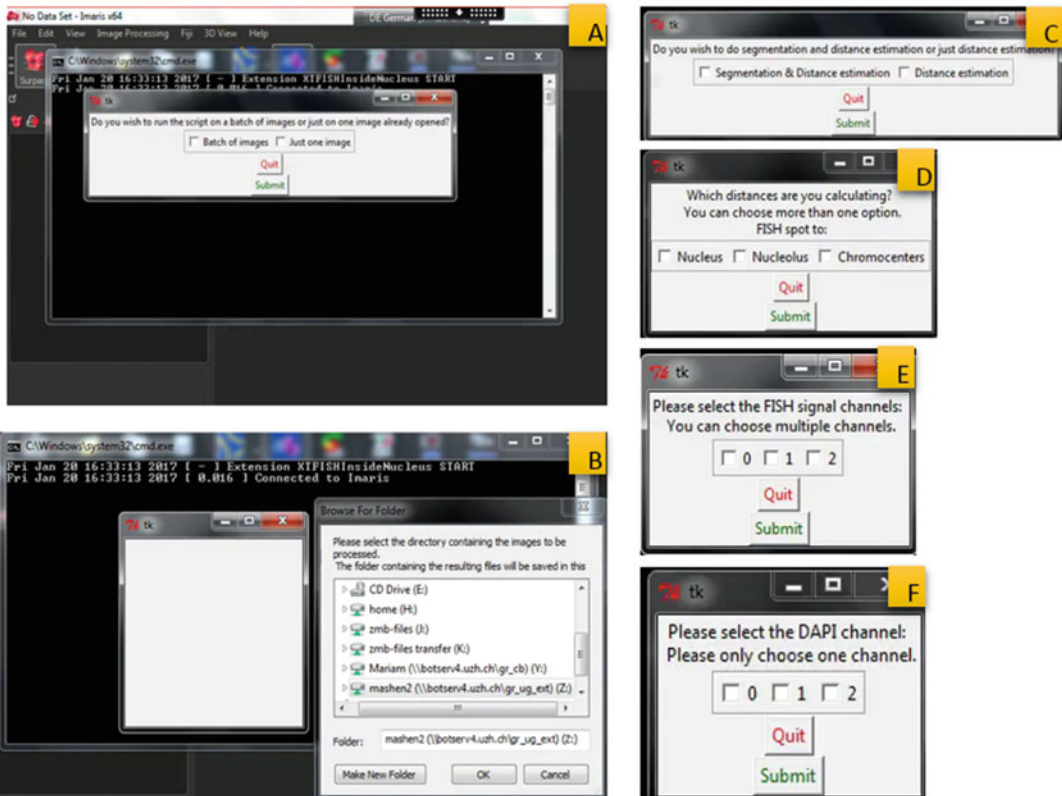 No Data Set - Imaris x64
DE German
A
File Edit View Image Processing Fiji 3D View Help
C:\Windows\system32\cmd.exe
Fri Jan 20 16:33:13 2017 [ - ] Extension XTFISHInsideNucleus START
Fri Jan 20 16:33:13 2017 [ 0.016 ] Connected to Imaris
tk
Do you wish to run the script on a batch of images or just on one image already opened?
Batch of images Just one image
Quit
Submit
B
C:\Windows\system32\cmd.exe
Fri Jan 20 16:33:13 2017 [ - ] Extension XTFISHInsideNucleus START
Fri Jan 20 16:33:13 2017 [ 0.016 ] Connected to Imaris
tk
Browse For Folder
Please select the directory containing the images to be
processed.
The folder containing the resulting files will be saved in this
CD Drive (E:)
home (H:)
zmb-files (J:)
zmb-files transfer (K:)
Mariam (\\botserv4.uzh.ch\gr_cb) (Y:)
mashen2 (\\botserv4.uzh.ch\gr_ug_ext) (Z:)
Folder: mashen2 (\\botserv4.uzh.ch\gr_ug_ext) (Z:)
Make New Folder OK Cancel
C
tk
Do you wish to do segmentation and distance estimation or just distance estimation?
Segmentation & Distance estimation Distance estimation
Quit
Submit
D
tk
Which distances are you calculating?
You can choose more than one option.
FISH spot to:
Nucleus Nucleolus Chromocenters
Quit
Submit
E
tk
Please select the FISH signal channels:
You can choose multiple channels.
0 1 2
Quit
Submit
F
tk
Please select the DAPI channel:
Please only choose one channel.
0 1 2
Quit
Submit